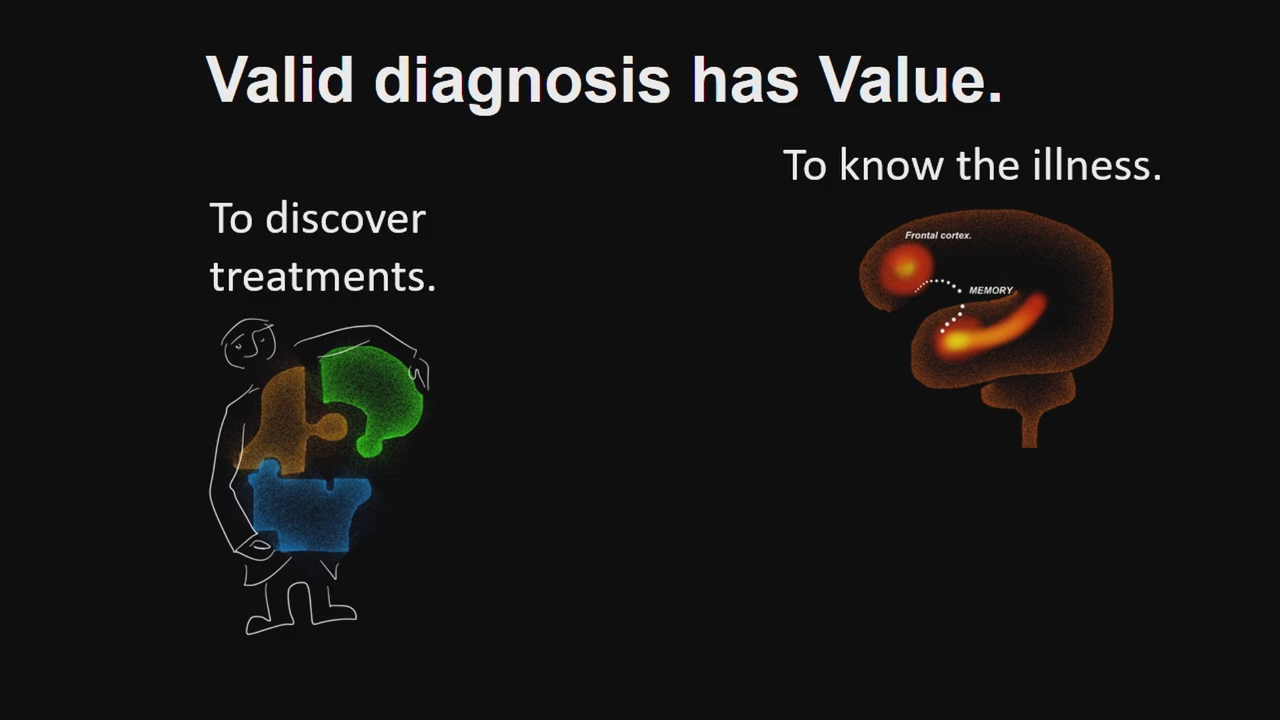 Valid diagnosis has Value.
To know the illness.
To discover
treatments.
Frontal cortex.
MEMORY